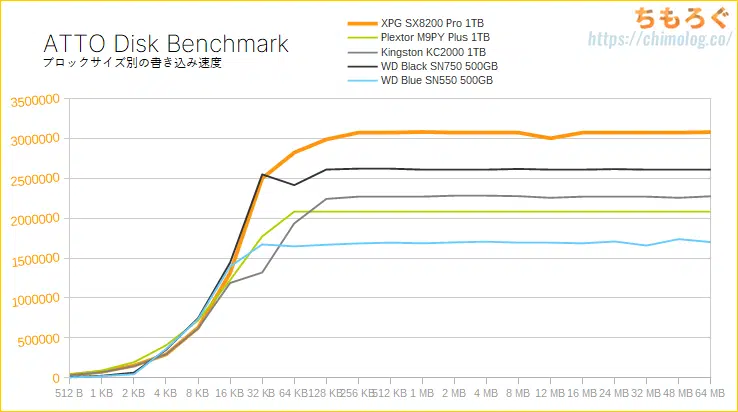 ちもろぐ
https://chimolog.co/
ATTO Disk Benchmark
ブロックサイズ別の書き込み速度
XPG SX8200 Pro 1TB
Plextor M9PY Plus 1TB
Kingston KC2000 1TB
WD Black SN750 500GB
WD Blue SN550 500GB
3500000
3000000
2500000
2000000
1500000
1000000
500000
0
512 B 1 KB 2 KB 4 KB 8 KB 16 KB 32 KB 64 KB 128 KB 256 KB 512 KB 1 MB 2 MB 4 MB 8 MB 12 MB 16 MB 24 MB 32 MB 48 MB 64 MB